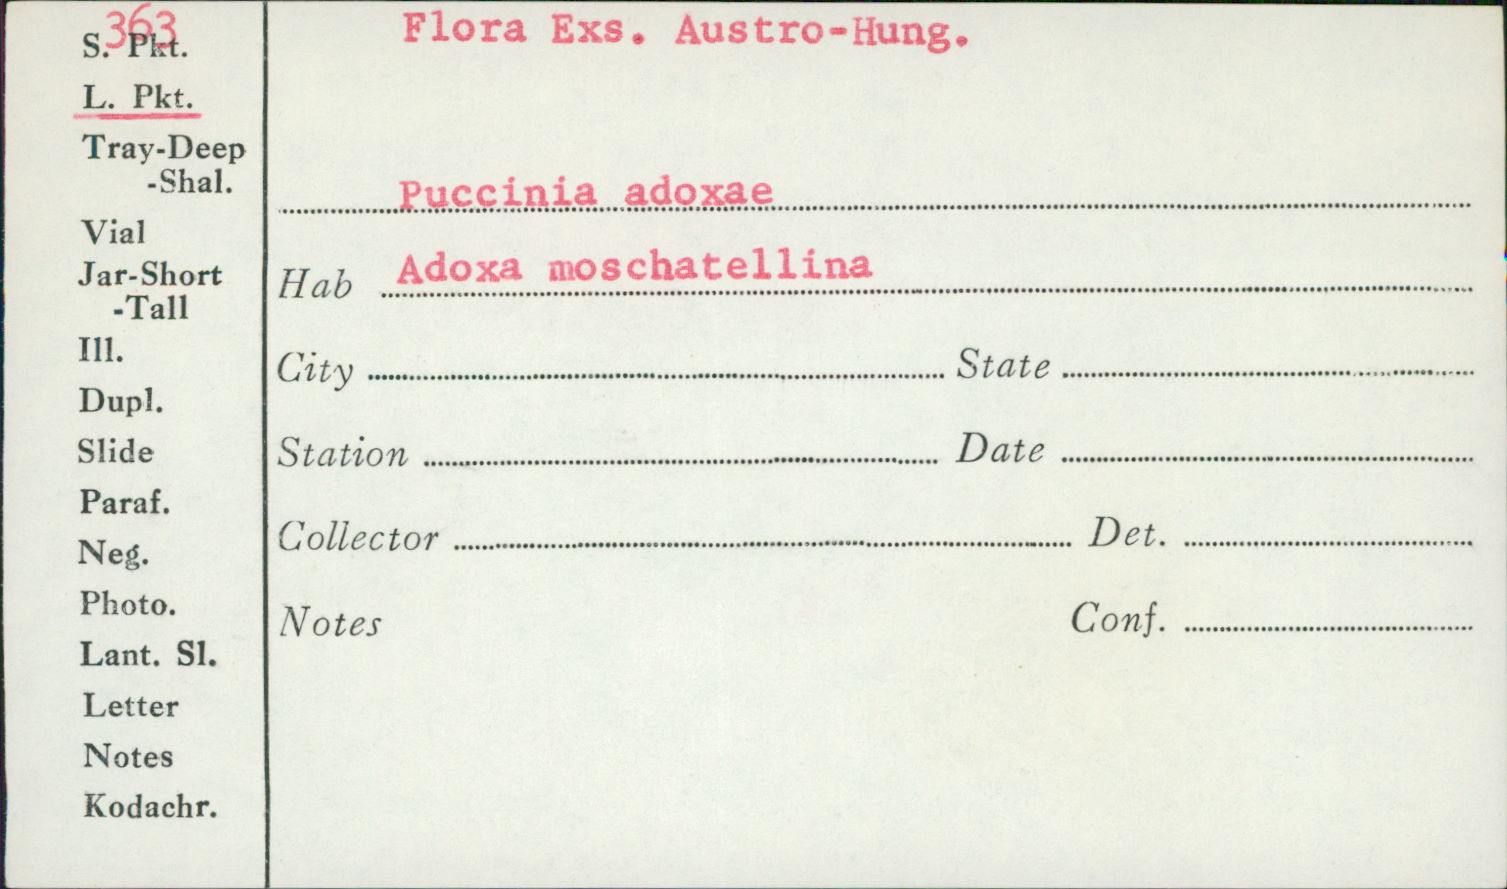 363
S. Pkt.
L. Pkt.
Tray-Deep
-Shal.
Vial
Jar-Short
-Tall
Ill.
Dupl.
Slide
Paraf.
Neg.
Photo.
Lant. Sl.
Letter
Notes
Kodachr.
Flora Exs. Austro-Hung.
Puccinia adoxae
Hab Adoxa moschatellina
City State
Station Date
Collector Det.
Notes Conf.